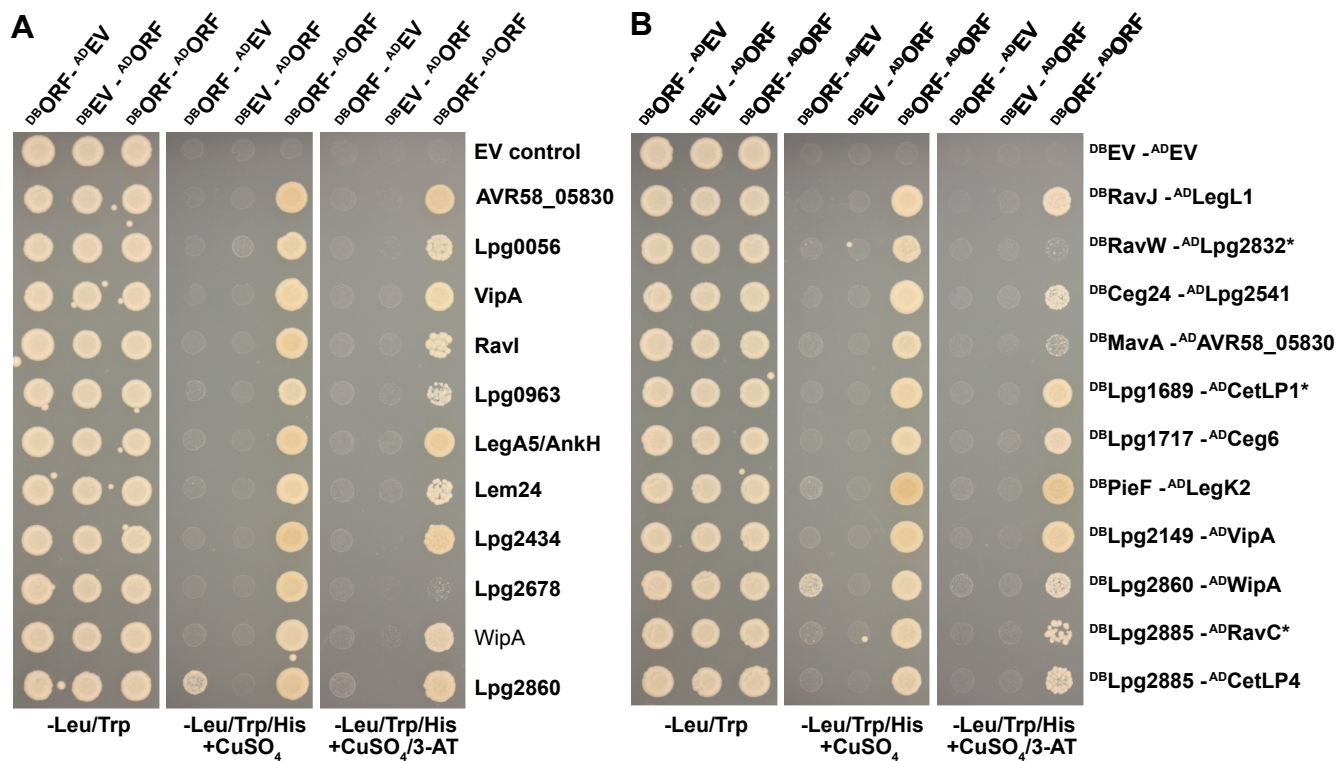 A
DBORF - ADEV
DBEV - ADORF
DBORF- ADORF
DBORF - ADEV
DBEV - ADORF
DBORF - ADORF
DBORF - ADEV
DBEV - ADORF
DBORF - ADORF
EV control
AVR58_05830
Lpg0056
VipA
RavI
Lpg0963
LegA5/AnkH
Lem24
Lpg2434
Lpg2678
WipA
Lpg2860
-Leu/Trp
-Leu/Trp/His
+CuSO4
-Leu/Trp/His
+CuSO4/3-AT
B
DBORF - ADEV
DBEV - ADORF
DBORF- ADORF
DBORF - ADEV
DBEV - ADORF
DBORF - ADORF
DBORF - ADEV
DBEV - ADORF
DBORF- ADORF
DBEV -ADEV
DBRavJ -ADLegL1
DBRavW -ADLpg2832*
DBCeg24 -ADLpg2541
DBMavA -ADAVR58_05830
DBLpg1689 -ADCetLP1*
DBLpg1717 -ADCeg6
DBPieF -ADLegK2
DBLpg2149 -ADVipA
DBLpg2860 -ADWipA
DBLpg2885 -ADRavC*
DBLpg2885 -ADCetLP4
-Leu/Trp
-Leu/Trp/His
+CuSO4
-Leu/Trp/His
+CuSO4/3-AT